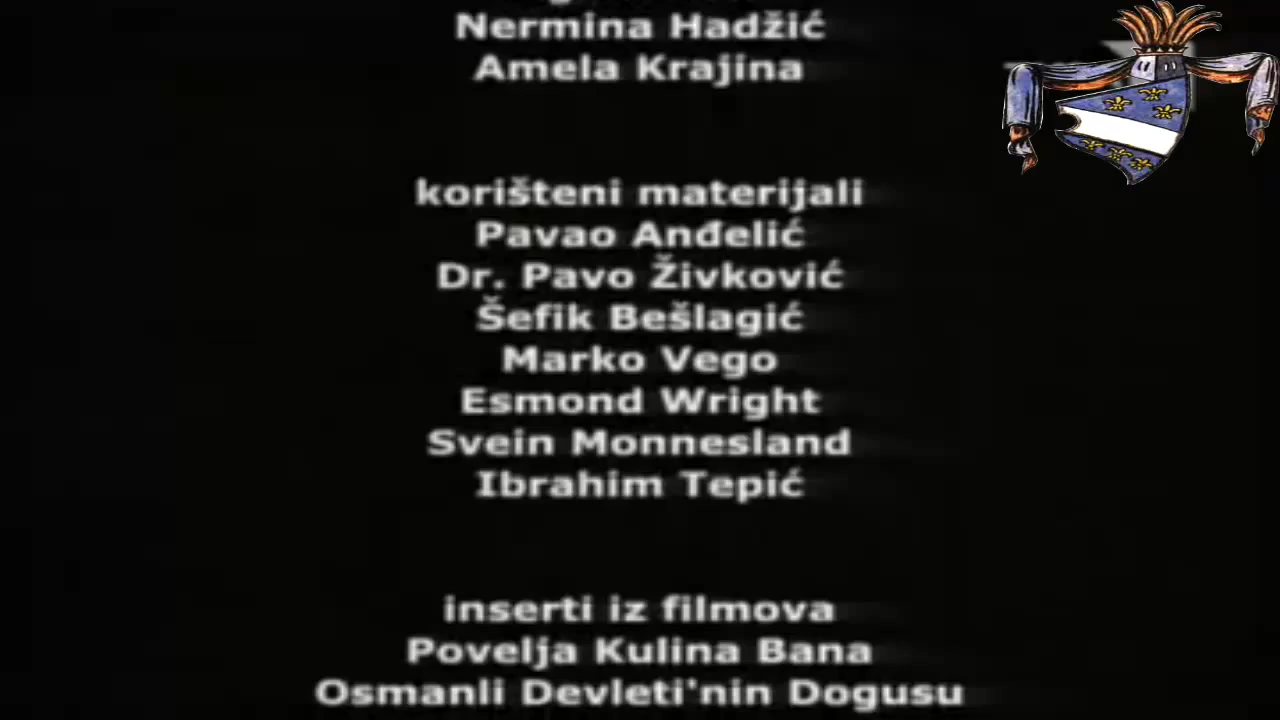 Nermina Hadžić
Amela Krajina
korišteni materijali
Pavao Anđelić
Dr. Pavo Živković
Šefik Bešlagić
Marko Vego
Esmond Wright
Svein Monnesland
Ibrahim Tepić
inserti iz filmova
Povelja Kulina Bana
Osmanli Devleti'nin Dogusu